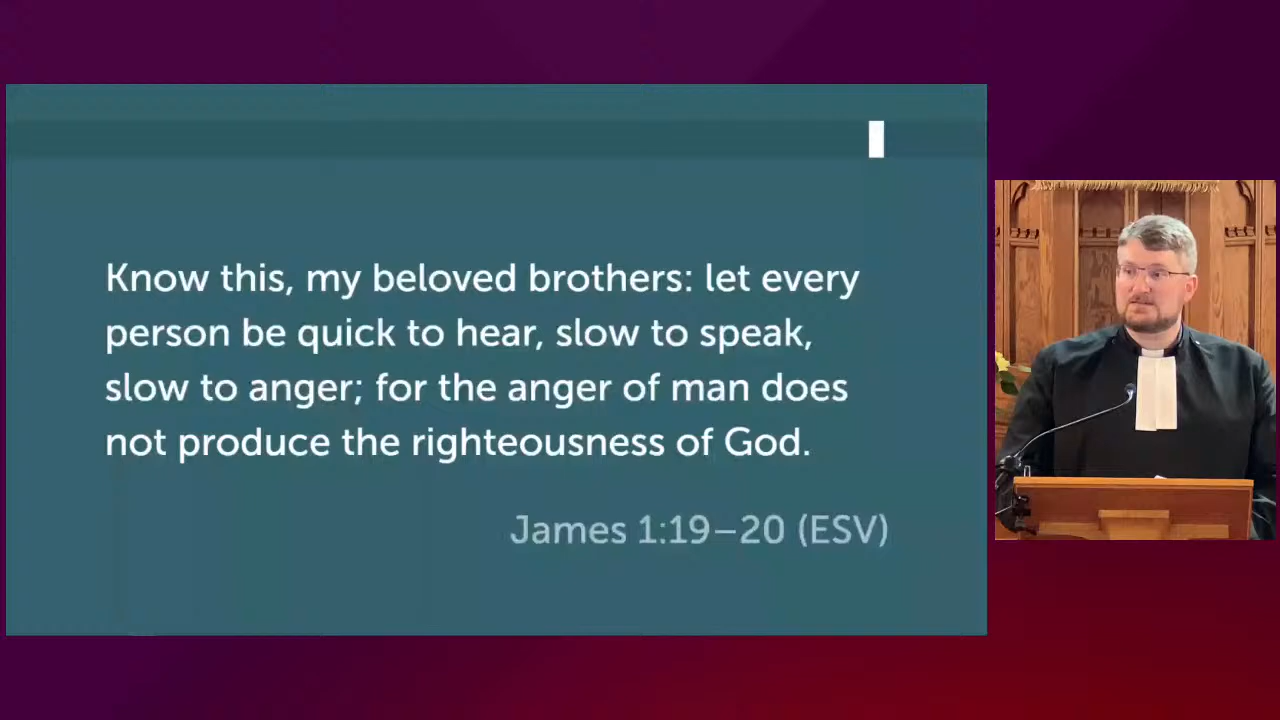 Know this, my beloved brothers: let every
person be quick to hear, slow to speak,
slow to anger; for the anger of man does
not produce the righteousness of God.
James 1:19–20 (ESV)